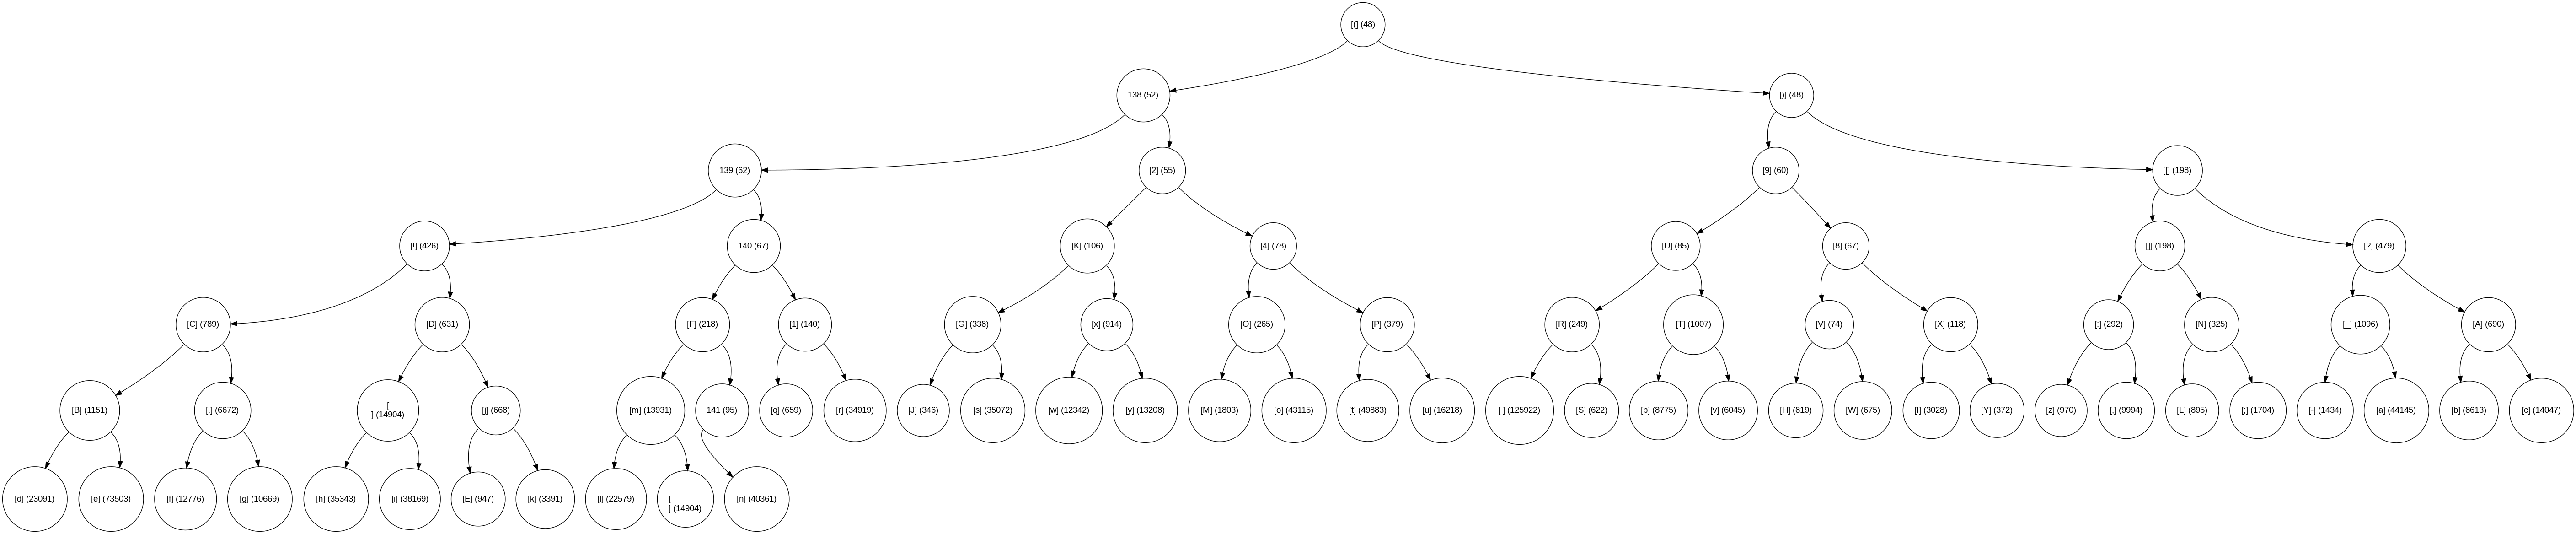 [(] (48)
138 (52)
[)] (48)
139 (62)
[2] (55)
[9] (60)
[[] (198)
[!] (426)
140 (67)
[K] (106)
[4] (78)
[U] (85)
[8] (67)
[]] (198)
[?] (479)
[C] (789)
[D] (631)
[F] (218)
[1] (140)
[G] (338)
[x] (914)
[O] (265)
[P] (379)
[R] (249)
[T] (1007)
[V] (74)
[X] (118)
[:] (292)
[N] (325)
[_] (1096)
[A] (690)
[B] (1151)
[.] (6672)
[
] (14904)
[j] (668)
[m] (13931)
141 (95)
[q] (659)
[r] (34919)
[J] (346)
[s] (35072)
[w] (12342)
[y] (13208)
[M] (1803)
[o] (43115)
[t] (49883)
[u] (16218)
[ ] (125922)
[S] (622)
[p] (8775)
[v] (6045)
[H] (819)
[W] (675)
[I] (3028)
[Y] (372)
[z] (970)
[,] (9994)
[L] (895)
[;] (1704)
[-] (1434)
[a] (44145)
[b] (8613)
[c] (14047)
[d] (23091)
[e] (73503)
[f] (12776)
[g] (10669)
[h] (35343)
[i] (38169)
[E] (947)
[k] (3391)
[l] (22579)
[
] (14904)
[n] (40361)